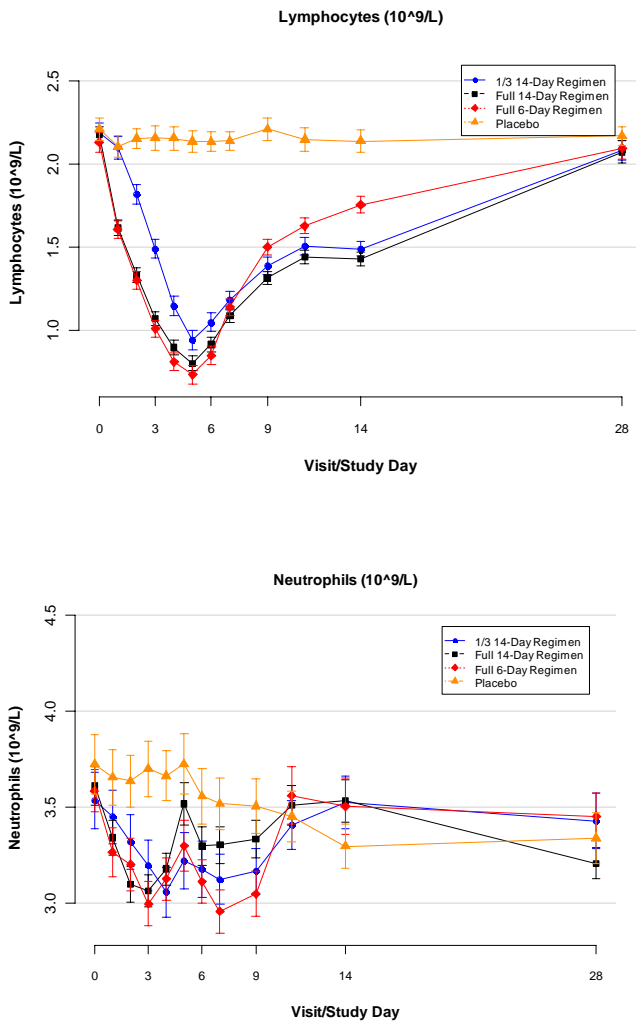 Lymphocytes (10^9/L)
1/3 14-Day Regimen
Full 14-Day Regimen
Full 6-Day Regimen
Placebo
Lymphocytes (10^9/L)
2.5
2.0
1.5
1.0
0 3 6 9 14 28
Visit/Study Day
Neutrophils (10^9/L)
1/3 14-Day Regimen
Full 14-Day Regimen
Full 6-Day Regimen
Placebo
Neutrophils (10^9/L)
4.5
4.0
3.5
3.0
0 3 6 9 14 28
Visit/Study Day